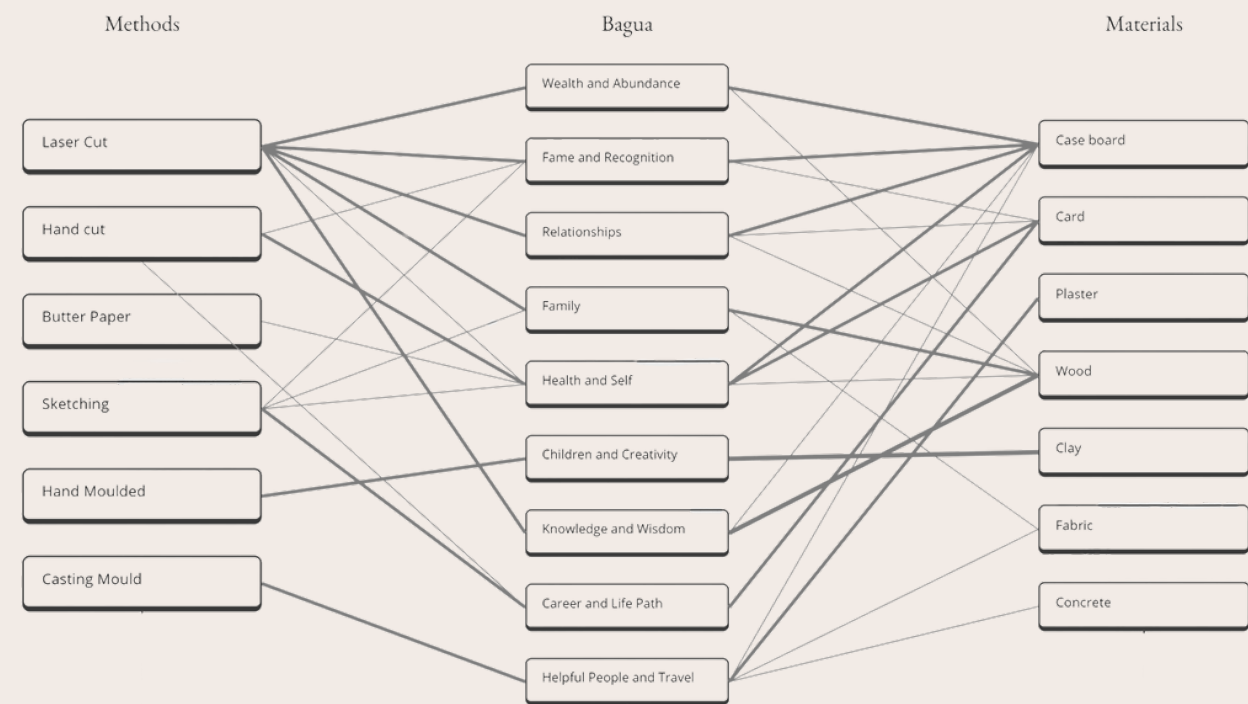 Methods
Bagua
Materials
Laser Cut
Hand cut
Butter Paper
Sketching
Hand Moulded
Casting Mould
Wealth and Abundance
Fame and Recognition
Relationships
Family
Health and Self
Children and Creativity
Knowledge and Wisdom
Career and Life Path
Helpful People and Travel
Case board
Card
Plaster
Wood
Clay
Fabric
Concrete